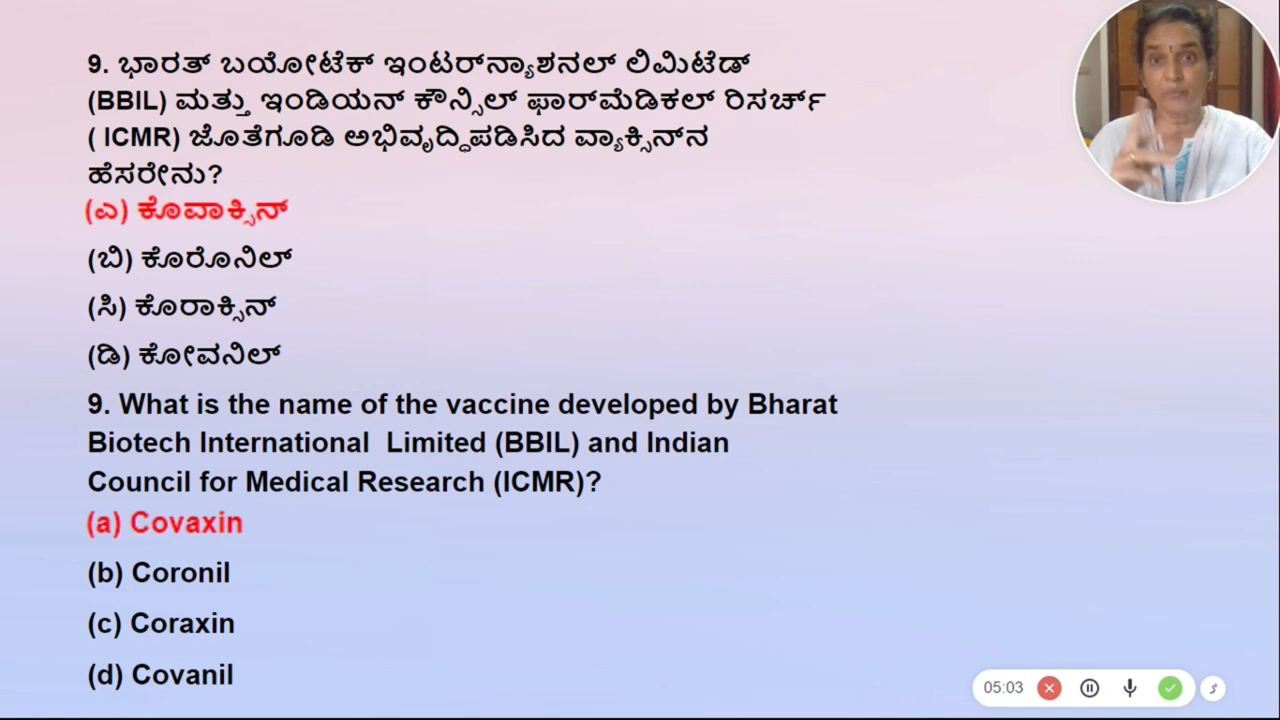 9. ಭಾರತ್ ಬಯೋಟೆಕ್ ಇಂಟರ್‌ನ್ಯಾಶನಲ್ ಲಿಮಿಟೆಡ್
(BBIL) ಮತ್ತು ಇಂಡಿಯನ್ ಕೌನ್ಸಿಲ್ ಫಾರ್‌ಮೆಡಿಕಲ್ ರಿಸರ್ಚ್
( ICMR) ಜೊತೆಗೂಡಿ ಅಭಿವೃದ್ಧಿಪಡಿಸಿದ ವ್ಯಾಕ್ಸಿನ್‌ನ
ಹೆಸರೇನು?
(ಎ) ಕೊವಾಕ್ಸಿನ್
(ಬಿ) ಕೊರೊನಿಲ್
(ಸಿ) ಕೊರಾಕ್ಸಿನ್
(ಡಿ) ಕೋವನಿಲ್
9. What is the name of the vaccine developed by Bharat
Biotech International Limited (BBIL) and Indian
Council for Medical Research (ICMR)?
(a) Covaxin
(b) Coronil
(c) Coraxin
(d) Covanil
05:03